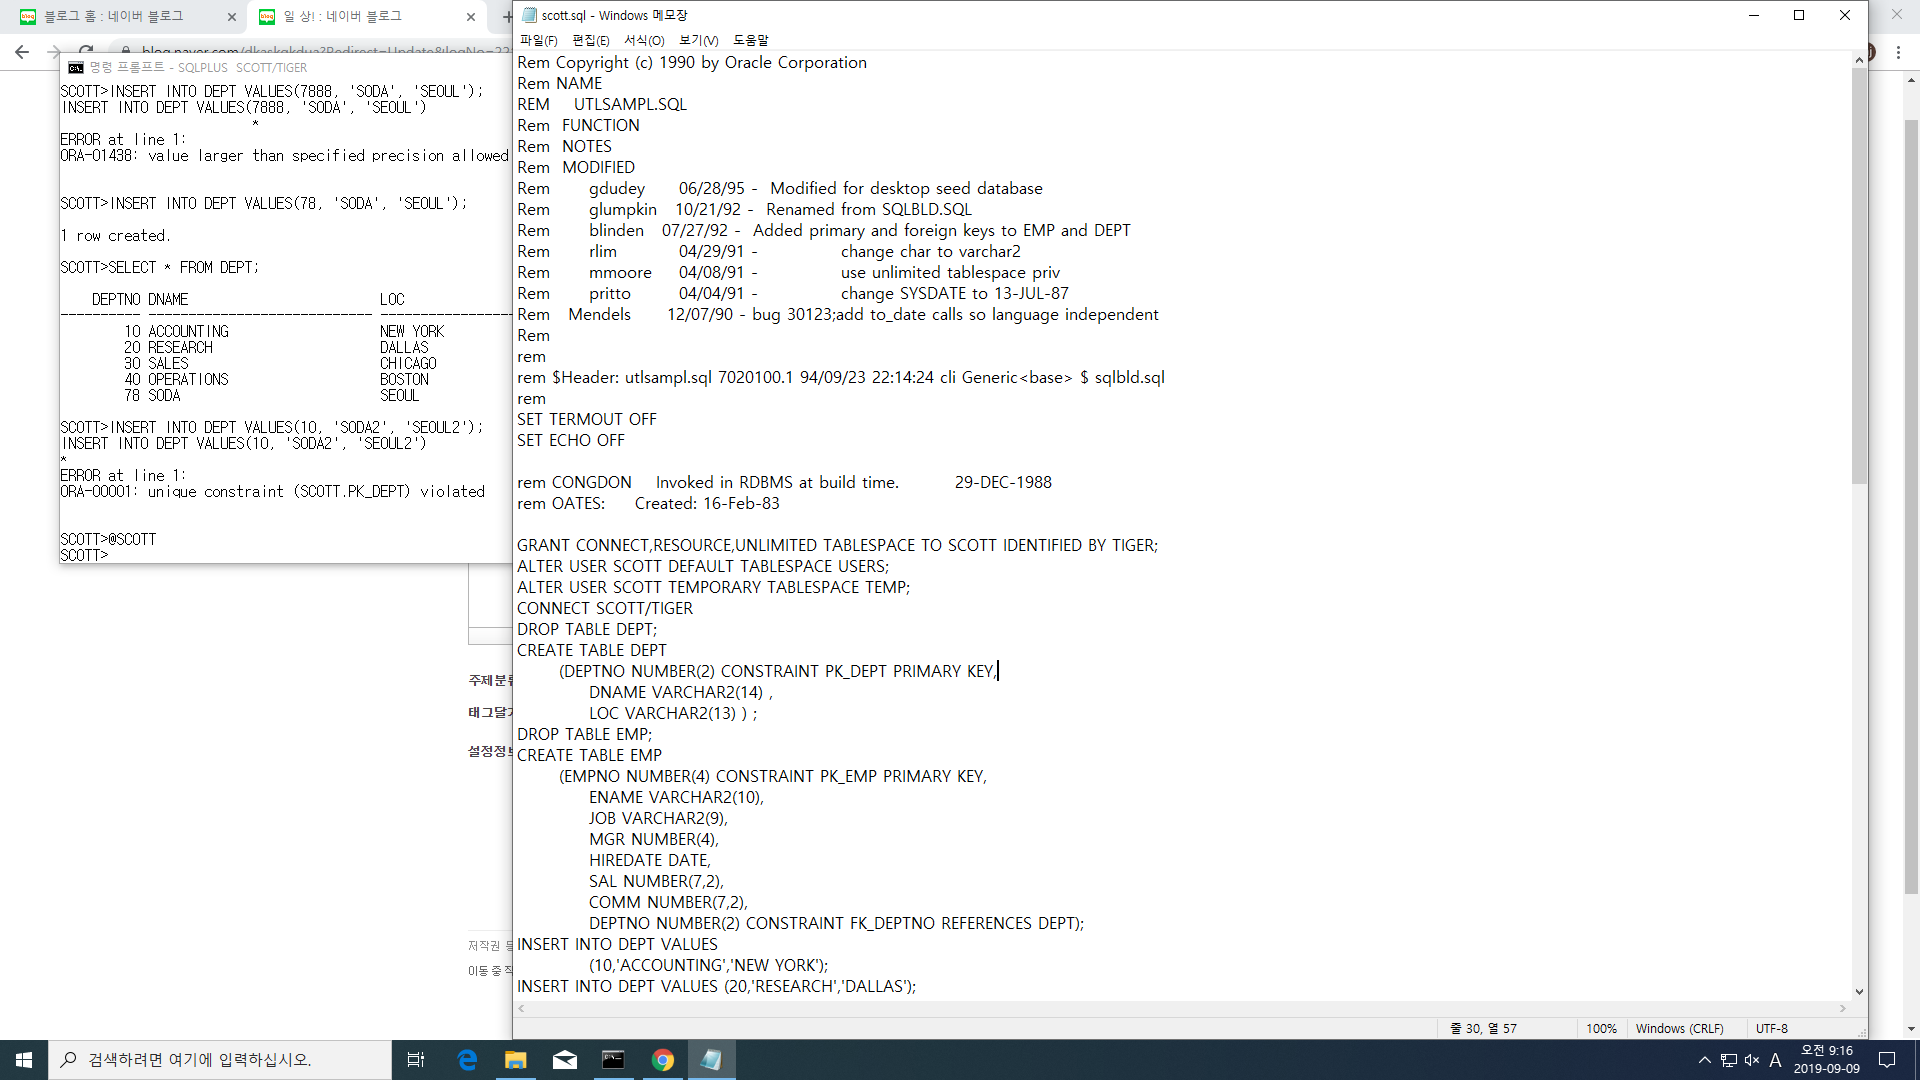 블로그 홈 : 네이버 블로그
일 상! : 네이버 블로그
명령 프롬프트 - SQLPLUS SCOTT/TIGER
SCOTT>INSERT INTO DEPT VALUES(7888, 'SODA', 'SEOUL');
INSERT INTO DEPT VALUES(7888, 'SODA', 'SEOUL')
*
ERROR at line 1:
ORA-01438: value larger than specified precision allowed
SCOTT>INSERT INTO DEPT VALUES(78, 'SODA', 'SEOUL');
1 row created.
SCOTT>SELECT * FROM DEPT;
DEPTNO DNAME LOC
---------- ---------------------------- -----------------
10 ACCOUNTING NEW YORK
20 RESEARCH DALLAS
30 SALES CHICAGO
40 OPERATIONS BOSTON
78 SODA SEOUL
SCOTT>INSERT INTO DEPT VALUES(10, 'SODA2', 'SEOUL2');
INSERT INTO DEPT VALUES(10, 'SODA2', 'SEOUL2')
*
ERROR at line 1:
ORA-00001: unique constraint (SCOTT.PK_DEPT) violated
SCOTT>@SCOTT
SCOTT>
scott.sql - Windows 메모장
파일(F) 편집(E) 서식(O) 보기(V) 도움말
Rem Copyright (c) 1990 by Oracle Corporation
Rem NAME
REM UTLSAMPL.SQL
Rem FUNCTION
Rem NOTES
Rem MODIFIED
Rem gdudey 06/28/95 - Modified for desktop seed database
Rem glumpkin 10/21/92 - Renamed from SQLBLD.SQL
Rem blinden 07/27/92 - Added primary and foreign keys to EMP and DEPT
Rem rlim 04/29/91 - change char to varchar2
Rem mmoore 04/08/91 - use unlimited tablespace priv
Rem pritto 04/04/91 - change SYSDATE to 13-JUL-87
Rem Mendels 12/07/90 - bug 30123;add to_date calls so language independent
Rem
rem
rem $Header: utlsampl.sql 7020100.1 94/09/23 22:14:24 cli Generic<base> $ sqlbld.sql
rem
SET TERMOUT OFF
SET ECHO OFF
rem CONGDON Invoked in RDBMS at build time. 29-DEC-1988
rem OATES: Created: 16-Feb-83
GRANT CONNECT,RESOURCE,UNLIMITED TABLESPACE TO SCOTT IDENTIFIED BY TIGER;
ALTER USER SCOTT DEFAULT TABLESPACE USERS;
ALTER USER SCOTT TEMPORARY TABLESPACE TEMP;
CONNECT SCOTT/TIGER
DROP TABLE DEPT;
CREATE TABLE DEPT
(DEPTNO NUMBER(2) CONSTRAINT PK_DEPT PRIMARY KEY,
DNAME VARCHAR2(14) ,
LOC VARCHAR2(13) ) ;
DROP TABLE EMP;
CREATE TABLE EMP
(EMPNO NUMBER(4) CONSTRAINT PK_EMP PRIMARY KEY,
ENAME VARCHAR2(10),
JOB VARCHAR2(9),
MGR NUMBER(4),
HIREDATE DATE,
SAL NUMBER(7,2),
COMM NUMBER(7,2),
DEPTNO NUMBER(2) CONSTRAINT FK_DEPTNO REFERENCES DEPT);
INSERT INTO DEPT VALUES
(10,'ACCOUNTING','NEW YORK');
INSERT INTO DEPT VALUES (20,'RESEARCH','DALLAS');
줄 30, 열 57
100%
Windows (CRLF)
UTF-8
저작권
이동 중
검색하려면 여기에 입력하십시오.
A
오전 9:16
2019-09-09